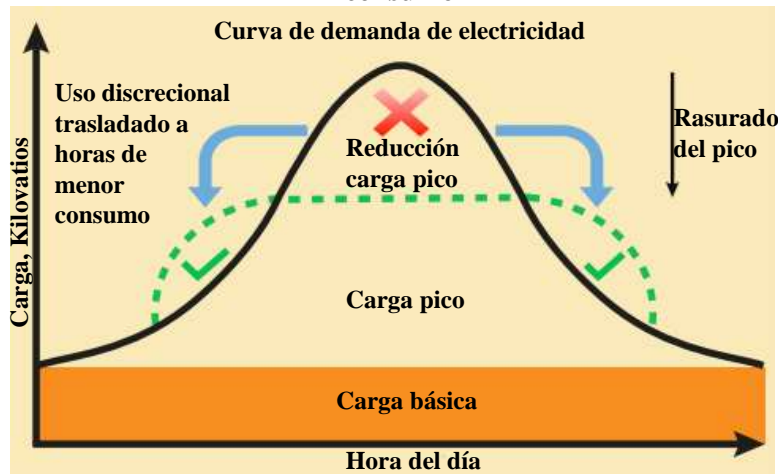 Curva de demanda de electricidad
Uso discrecional
trasladado a
horas de
menor
consumo
Reducción
carga pico
Rasurado
del pico
Carga, Kilovatios
Carga pico
Carga básica
Hora del día